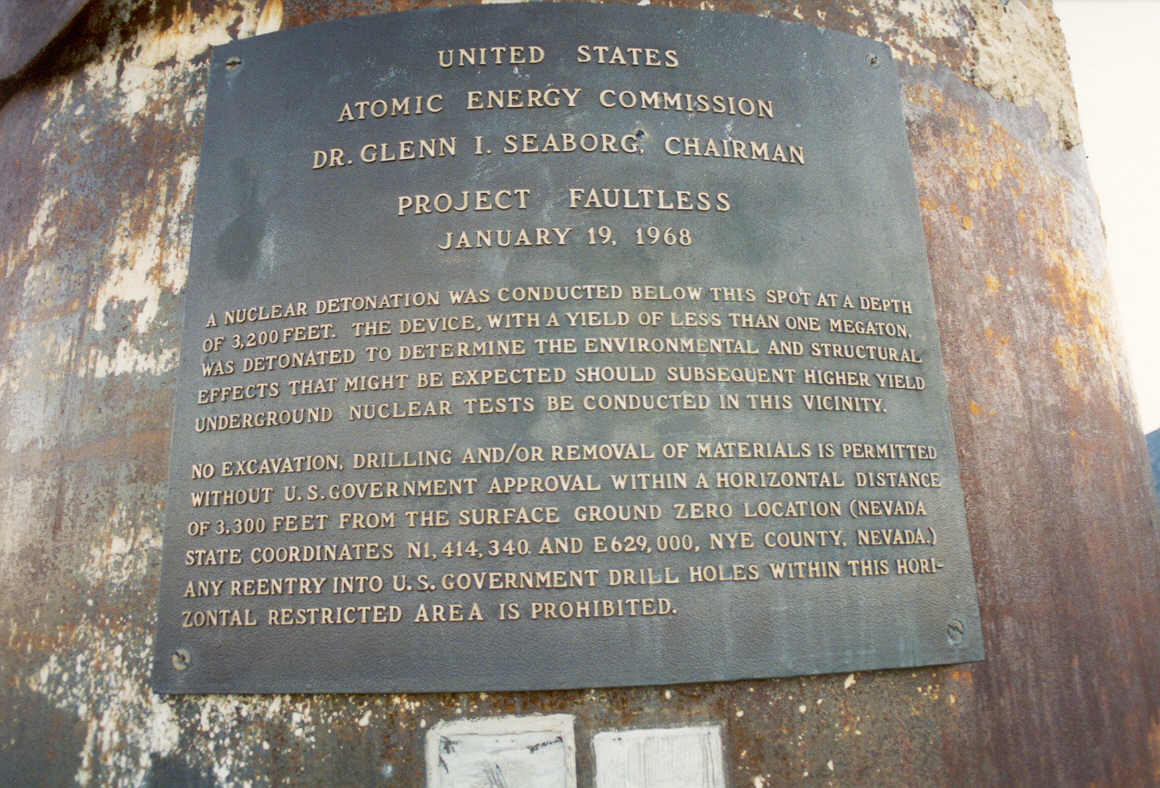 UNITED STATES
ATOMIC ENERGY COMMISSION
DR. GLENN I. SEABORG, CHAIRMAN
PROJECT FAULTLESS
JANUARY 19, 1968
A NUCLEAR DETONATION WAS CONDUCTED BELOW THIS SPOT AT A DEPTH
OF 3,200 FEET. THE DEVICE, WITH A YIELD OF LESS THAN ONE MEGATON,
WAS DETONATED TO DETERMINE THE ENVIRONMENTAL AND STRUCTURAL
EFFECTS THAT MIGHT BE EXPECTED SHOULD SUBSEQUENT HIGHER YIELD
UNDERGROUND NUCLEAR TESTS BE CONDUCTED IN THIS VICINITY.
NO EXCAVATION, DRILLING AND/OR REMOVAL OF MATERIALS IS PERMITTED
WITHOUT U.S. GOVERNMENT APPROVAL WITHIN A HORIZONTAL DISTANCE
OF 3,300 FEET FROM THE SURFACE GROUND ZERO LOCATION (NEVADA
STATE COORDINATES N1,414,340 AND E629,000, NYE COUNTY, NEVADA.)
ANY REENTRY INTO U.S. GOVERNMENT DRILL HOLES WITHIN THIS HORI-
ZONTAL RESTRICTED AREA IS PROHIBITED.